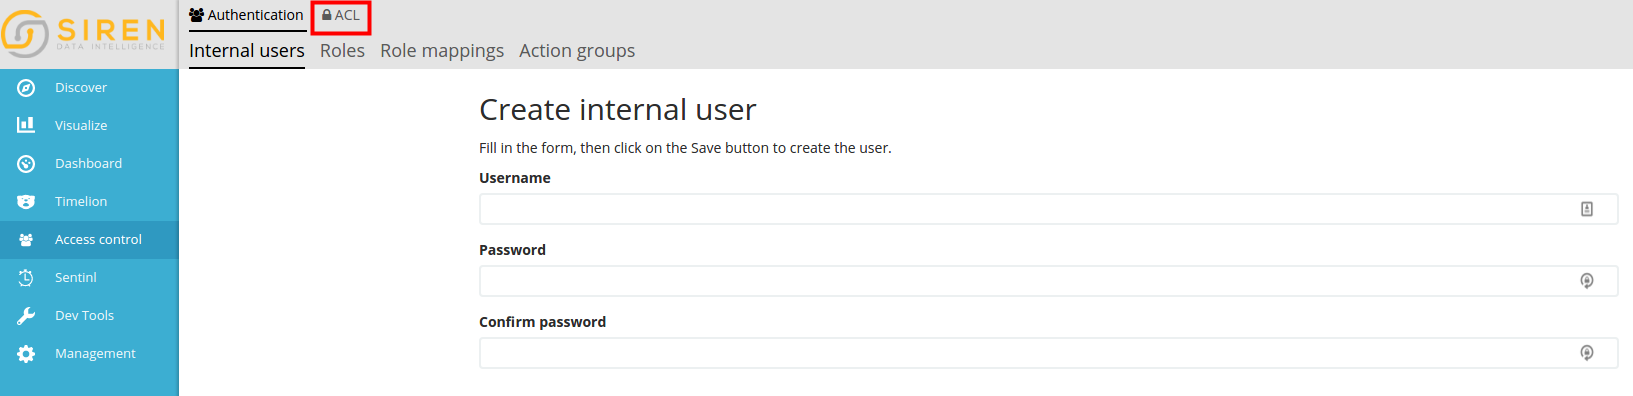 SIREN
DATA INTELLIGENCE
Authentication ACL
Internal users Roles Role mappings Action groups
Discover
Visualize
Dashboard
Timelion
Access control
Sentinl
Dev Tools
Management
Create internal user
Fill in the form, then click on the Save button to create the user.
Username
Password
Confirm password